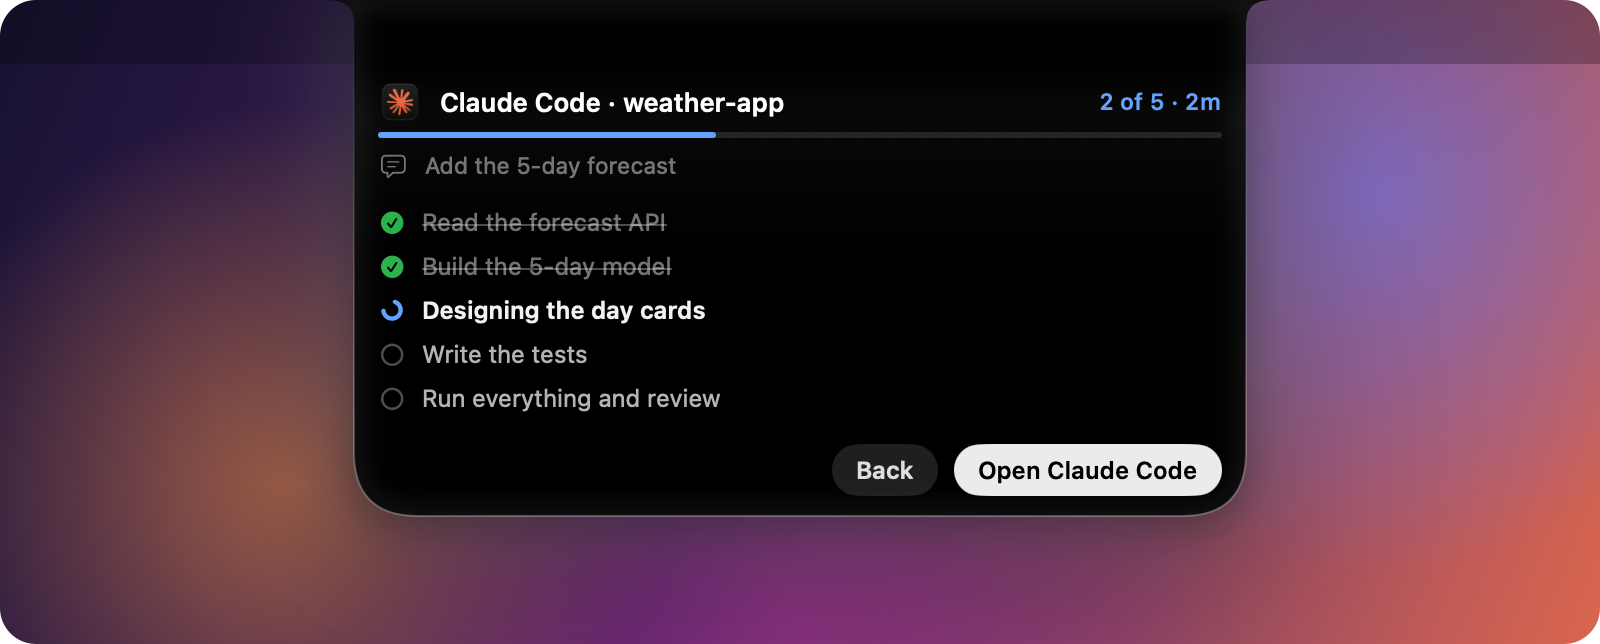 Claude Code · weather-app
2 of 5 · 2m
Add the 5-day forecast
Read the forecast API
Build the 5-day model
Designing the day cards
Write the tests
Run everything and review
Back
Open Claude Code